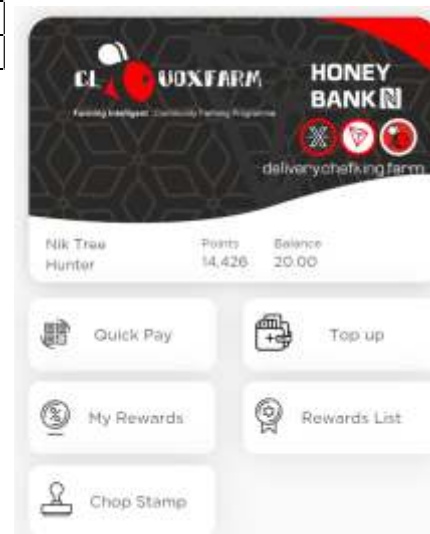 CL VOXFARM
HONEY
BANK
Farming Intelligent. Community Farming Programme
deliverychefking.farm
Nik Tree
Hunter
Points
14,426
Balance
20.00
Quick Pay
Top up
My Rewards
Rewards List
Chop Stamp